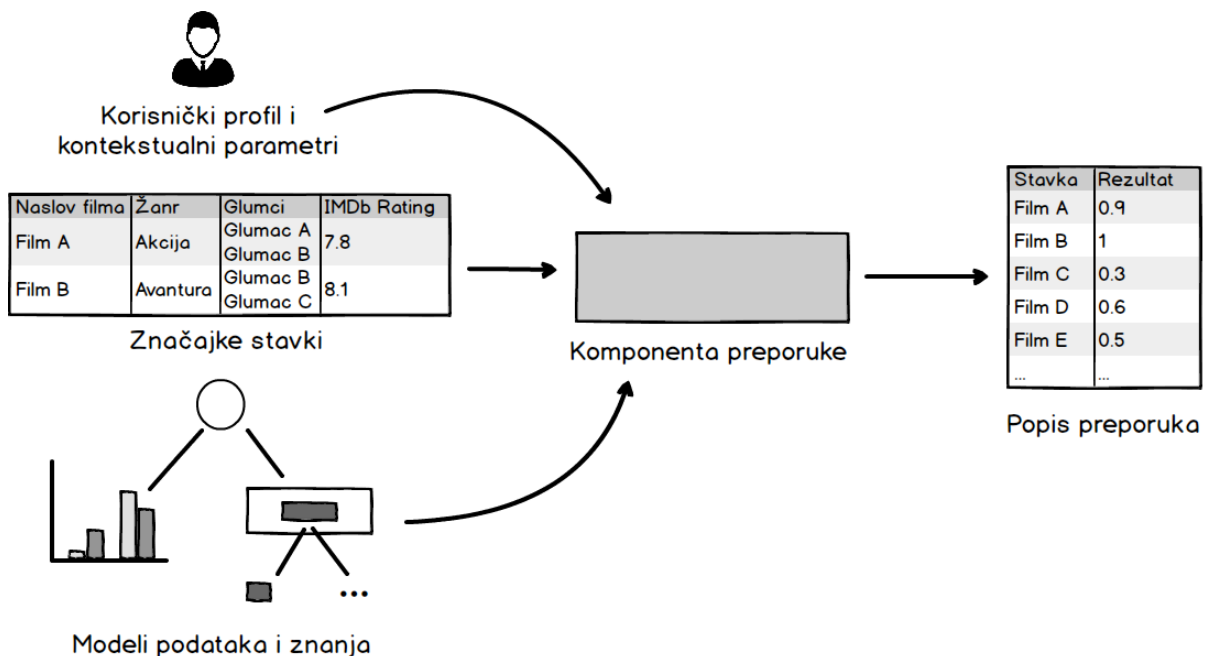 Korisnički profil i
kontekstualni parametri
Naslov filma Žanr Glumci IMDb Rating
Film A Akcija Glumac A 7.8
Glumac B
Film B Avantura Glumac B 8.1
Glumac C
Značajke stavki
Komponenta preporuke
Stavka Rezultat
Film A 0.9
Film B 1
Film C 0.3
Film D 0.6
Film E 0.5
... ...
Popis preporuka
...
Modeli podataka i znanja